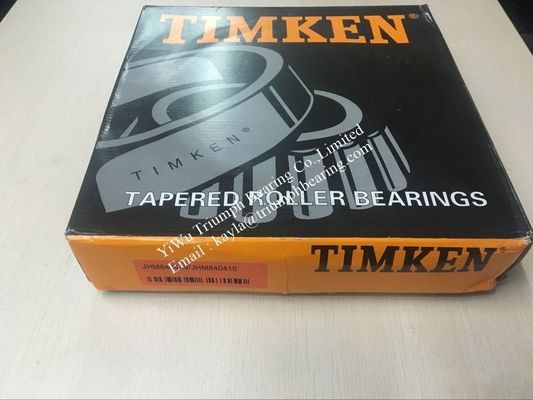 TIMKEN®
TIMKEN®
YiWu Triumph Bearing Co.,Limited
Email : kayla@triumphbearing.com
TAPERED ROLLER BEARINGS
JHM840410
TIMKEN®